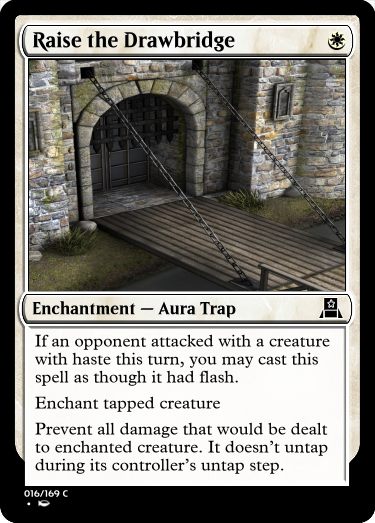 Raise the Drawbridge
Enchantment — Aura Trap
If an opponent attacked with a creature
with haste this turn, you may cast this
spell as though it had flash.
Enchant tapped creature
Prevent all damage that would be dealt
to enchanted creature. It doesn't untap
during its controller's untap step.
016/169 C